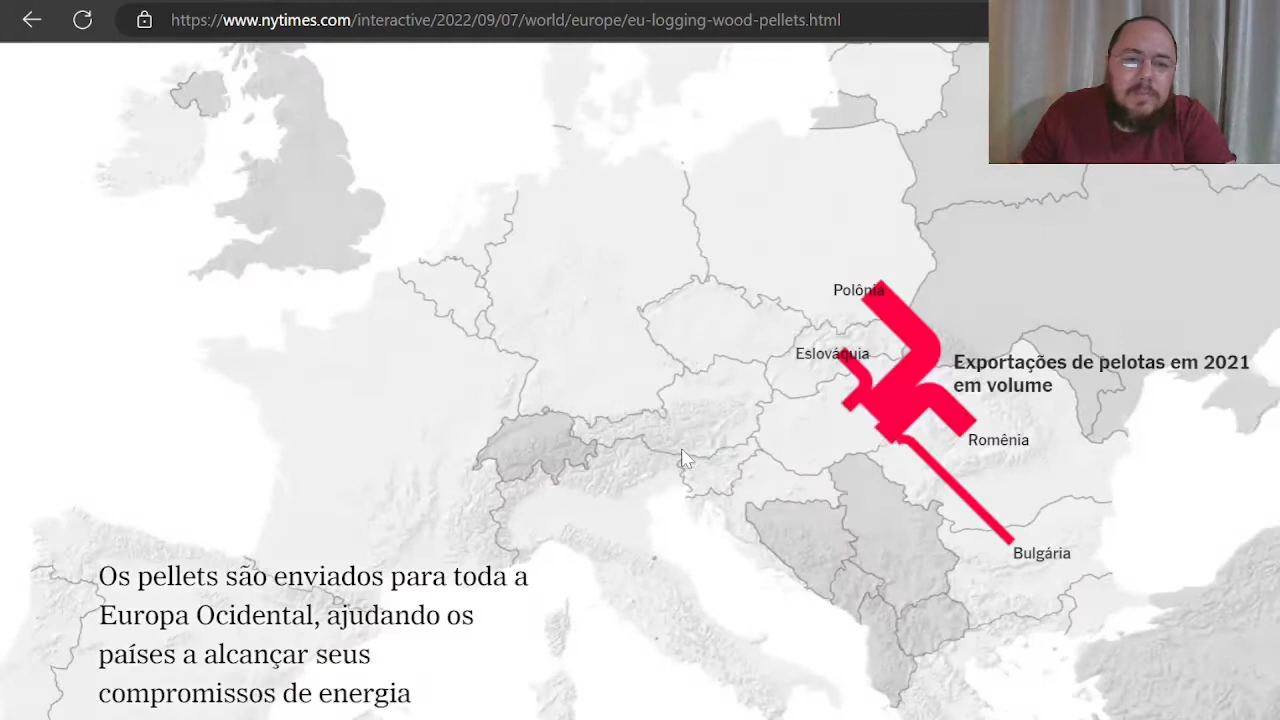 https://www.nytimes.com/interactive/2022/09/07/world/europe/eu-logging-wood-pellets.html
Polônia
Eslováquia
Exportações de pelotas em 2021
em volume
Romênia
Bulgária
Os pellets são enviados para toda a
Europa Ocidental, ajudando os
países a alcançar seus
compromissos de energia